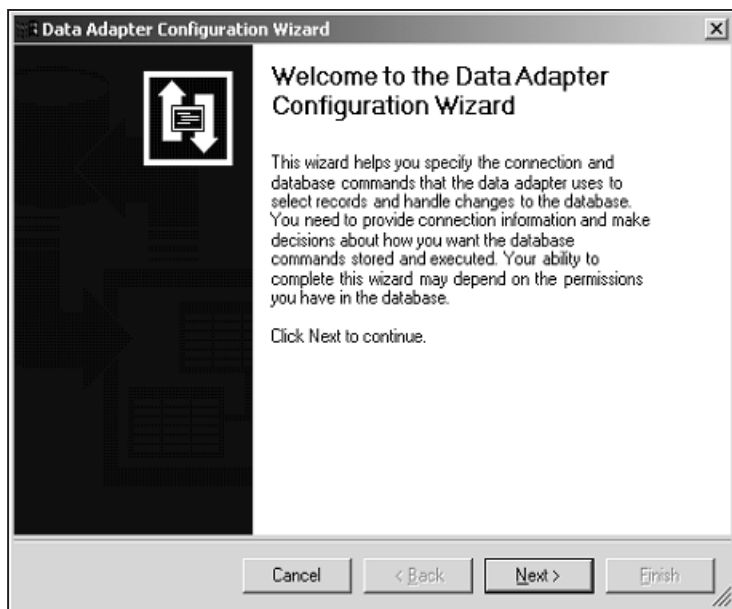 Data Adapter Configuration Wizard
Welcome to the Data Adapter
Configuration Wizard
This wizard helps you specify the connection and
database commands that the data adapter uses to
select records and handle changes to the database.
You need to provide connection information and make
decisions about how you want the database
commands stored and executed. Your ability to
complete this wizard may depend on the permissions
you have in the database.
Click Next to continue.
Cancel
< Back
Next >
Finish